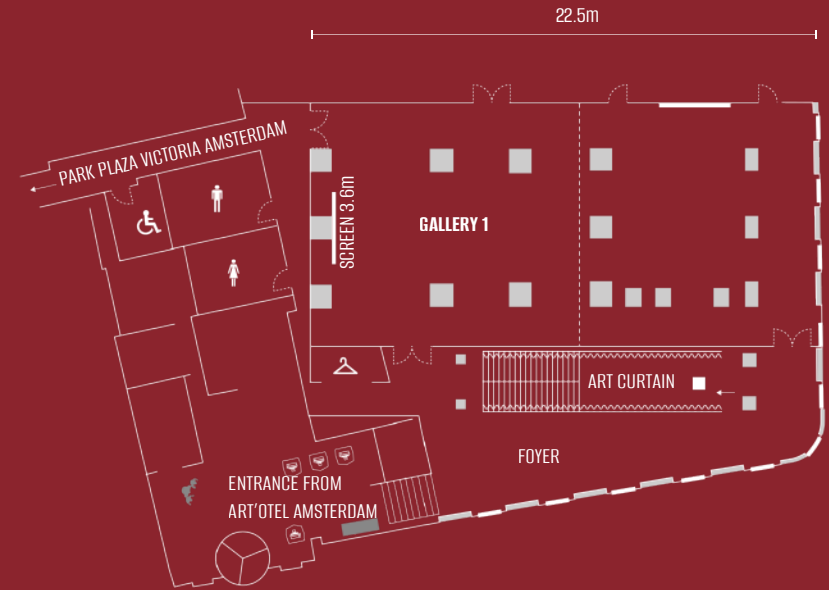 22.5m
PARK PLAZA VICTORIA AMSTERDAM
SCREEN 3.6m
GALLERY 1
ART CURTAIN
FOYER
ENTRANCE FROM
ART'OTEL AMSTERDAM